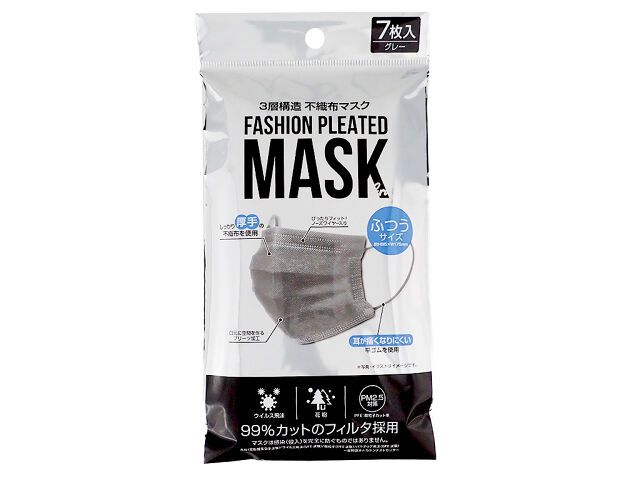 7枚入
グレー
3層構造 不織布マスク
FASHION PLEATED
MASK
ぴったりフィット！
ノーズワイヤー入り
しっかり厚手の
不織布を使用
ふつう
サイズ
口元に空間を作る
プリーツ加工
耳が痛くなりにくい
平ゴムを使用
※写真・イラストはイメージです。
ウイルス飛沫
花粉
PM2.5
対策
99%カットのフィルタ採用
マスクは感染(侵入)を完全に防ぐものではありません。